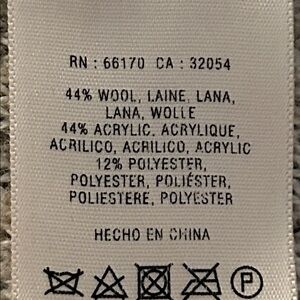 RN : 66170 CA : 32054
44% WOOL, LAINE, LANA,
LANA, WOLLE
44% ACRYLIC, ACRYLIQUE,
ACRILICO, ACRILICO, ACRYLIC
12% POLYESTER,
POLYESTER, POLIÉSTER,
POLIESTERE, POLYESTER
HECHO EN CHINA
P